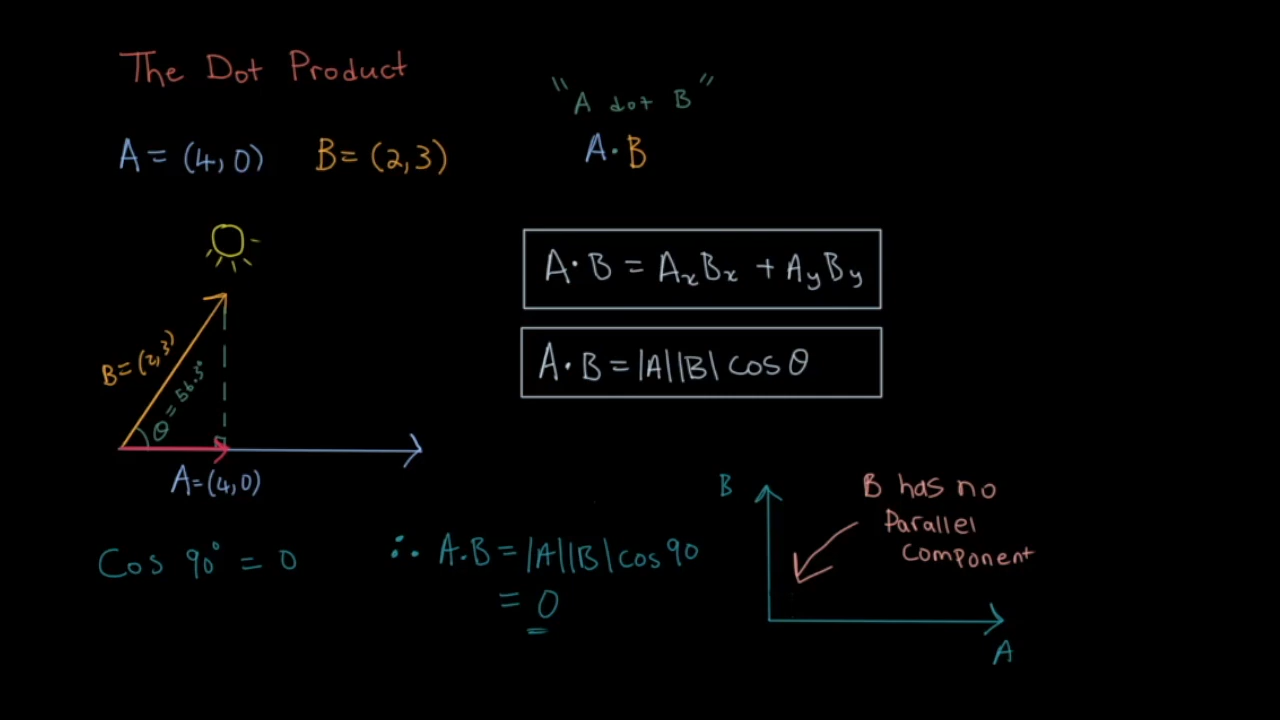 The Dot Product
"A dot B"
A = (4, 0) B = (2,3)
A · B
A · B = AₓBₓ + AᵧBᵧ
A · B = |A||B| cos θ
B = (2,3)
θ = 56.3°
A = (4,0)
B
B has no
Parallel
Component
Cos 90° = 0
∴ A.B = |A||B| cos 90
= 0
A